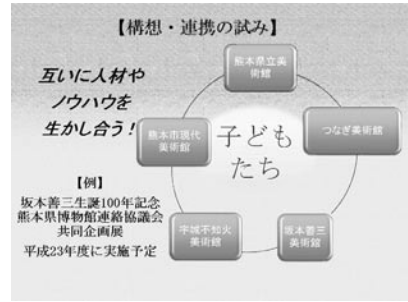 【構想・連携の試み】
互いに人材や
ノウハウを
生かし合う！
熊本県立美
術館
つなぎ美術館
坂本善三
美術館
宇城不知火
美術館
熊本市現代
美術館
子ども
たち
【例】
坂本善三生誕100年記念
熊本県博物館連絡協議会
共同企画展
平成23年度に実施予定